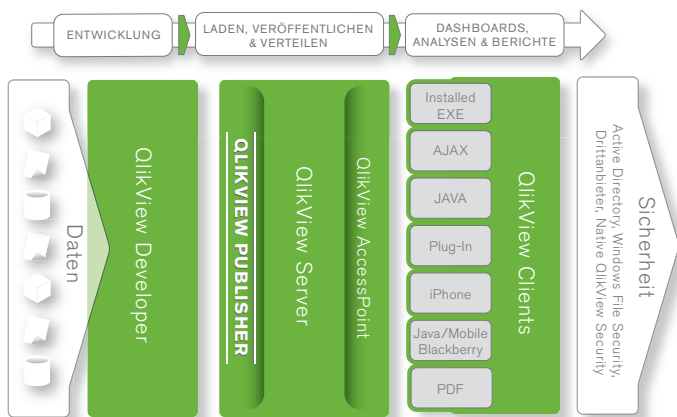 ENTWICKLUNG
LADEN, VERÖFFENTLICHEN
& VERTEILEN
DASHBOARDS,
ANALYSEN & BERICHTE
Daten
QlikView Developer
QLIKVIEW PUBLISHER
QlikView Server
QlikView AccessPoint
Installed
EXE
AJAX
JAVA
Plug-In
iPhone
Java/Mobile
Blackberry
PDF
QlikView Clients
Sicherheit
Active Directory, Windows File Security,
Drittanbieter, Native QlikView Security